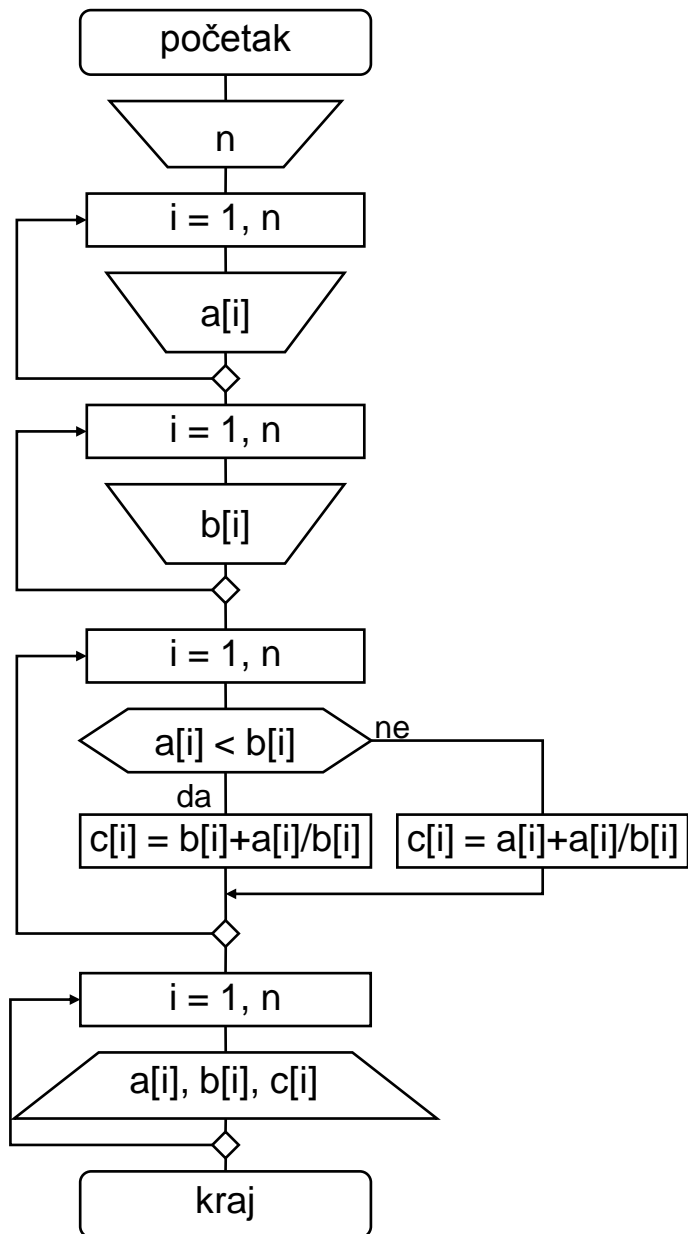 početak
n
i = 1, n
a[i]
i = 1, n
b[i]
i = 1, n
a[i] < b[i]
ne
da
c[i] = b[i]+a[i]/b[i]
c[i] = a[i]+a[i]/b[i]
i = 1, n
a[i], b[i], c[i]
kraj